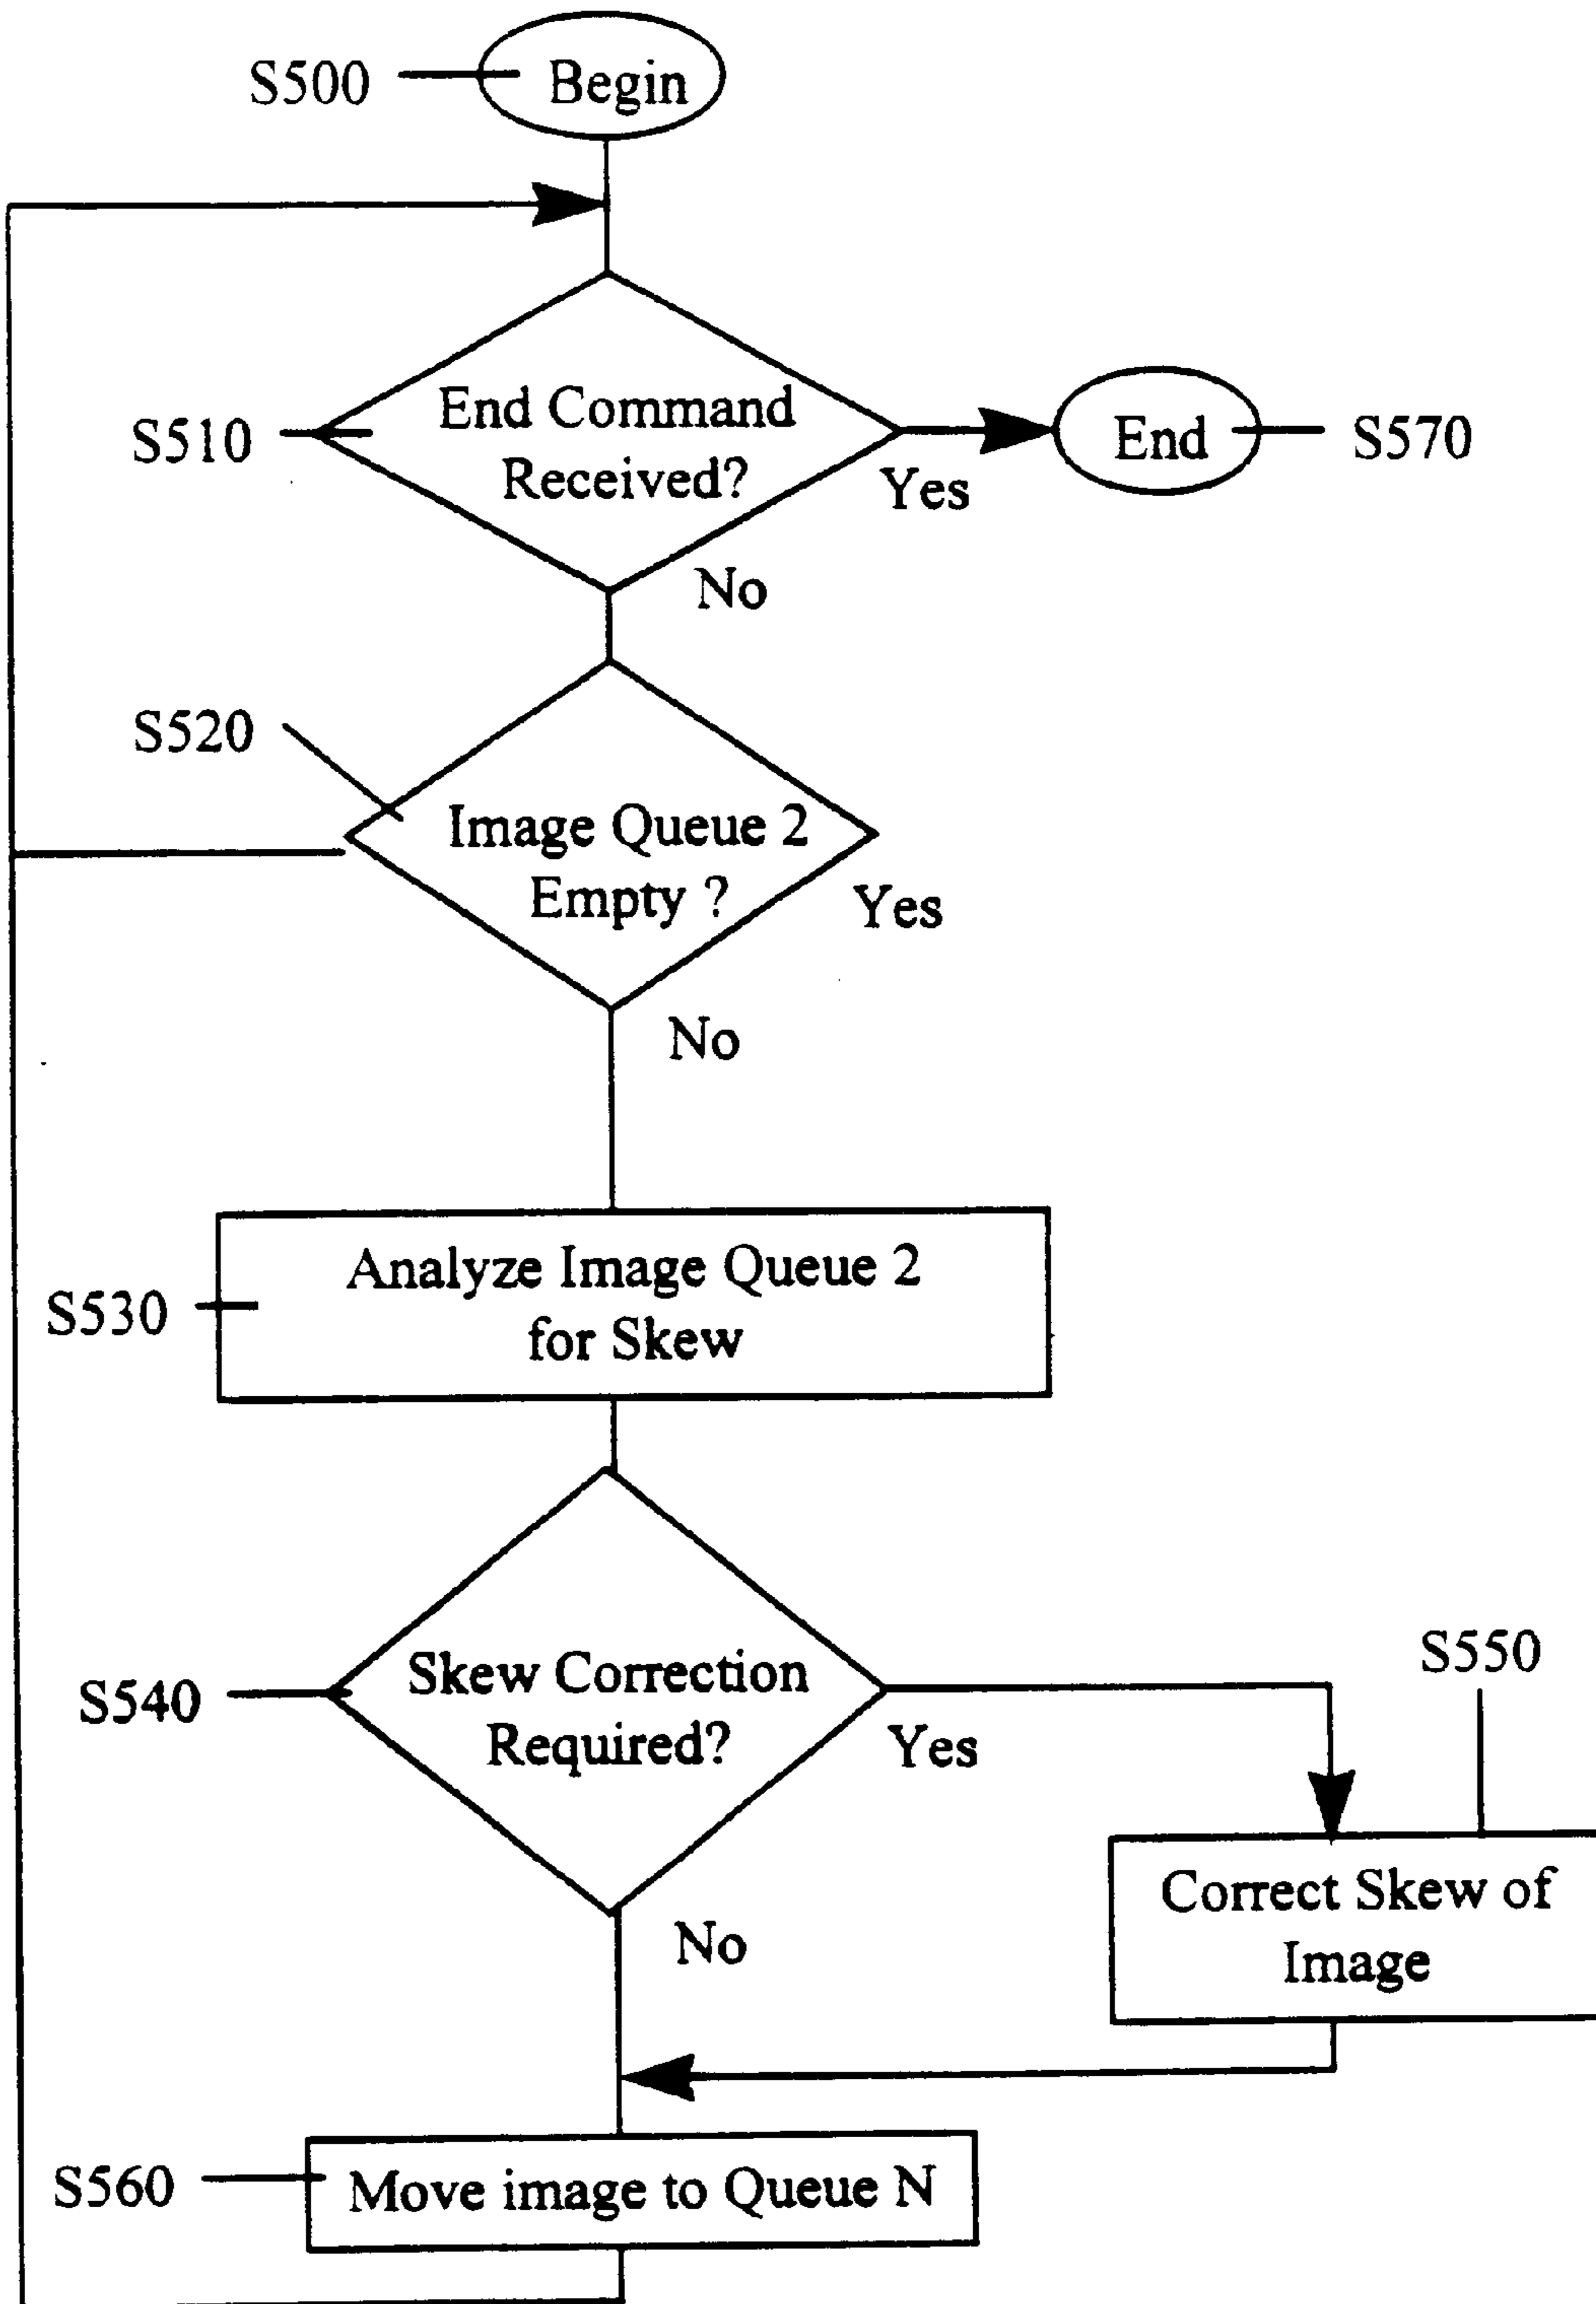 S500
Begin
S510
End Command
Received?
Yes
End
S570
No
S520
Image Queue 2
Empty ?
Yes
No
S530
Analyze Image Queue 2
for Skew
S540
Skew Correction
Required?
Yes
S550
Correct Skew of
Image
No
S560
Move image to Queue N